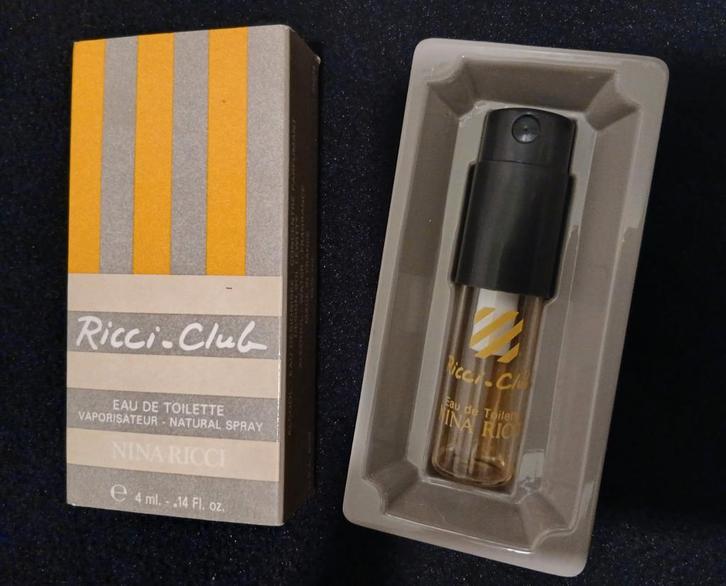 Ricci-Club
EAU DE TOILETTE
VAPORISATEUR - NATURAL SPRAY
NINA RICCI
e 4 ml. - .14 Fl. oz.
Ricci-Club
Eau de Toilette
NINA RICCI